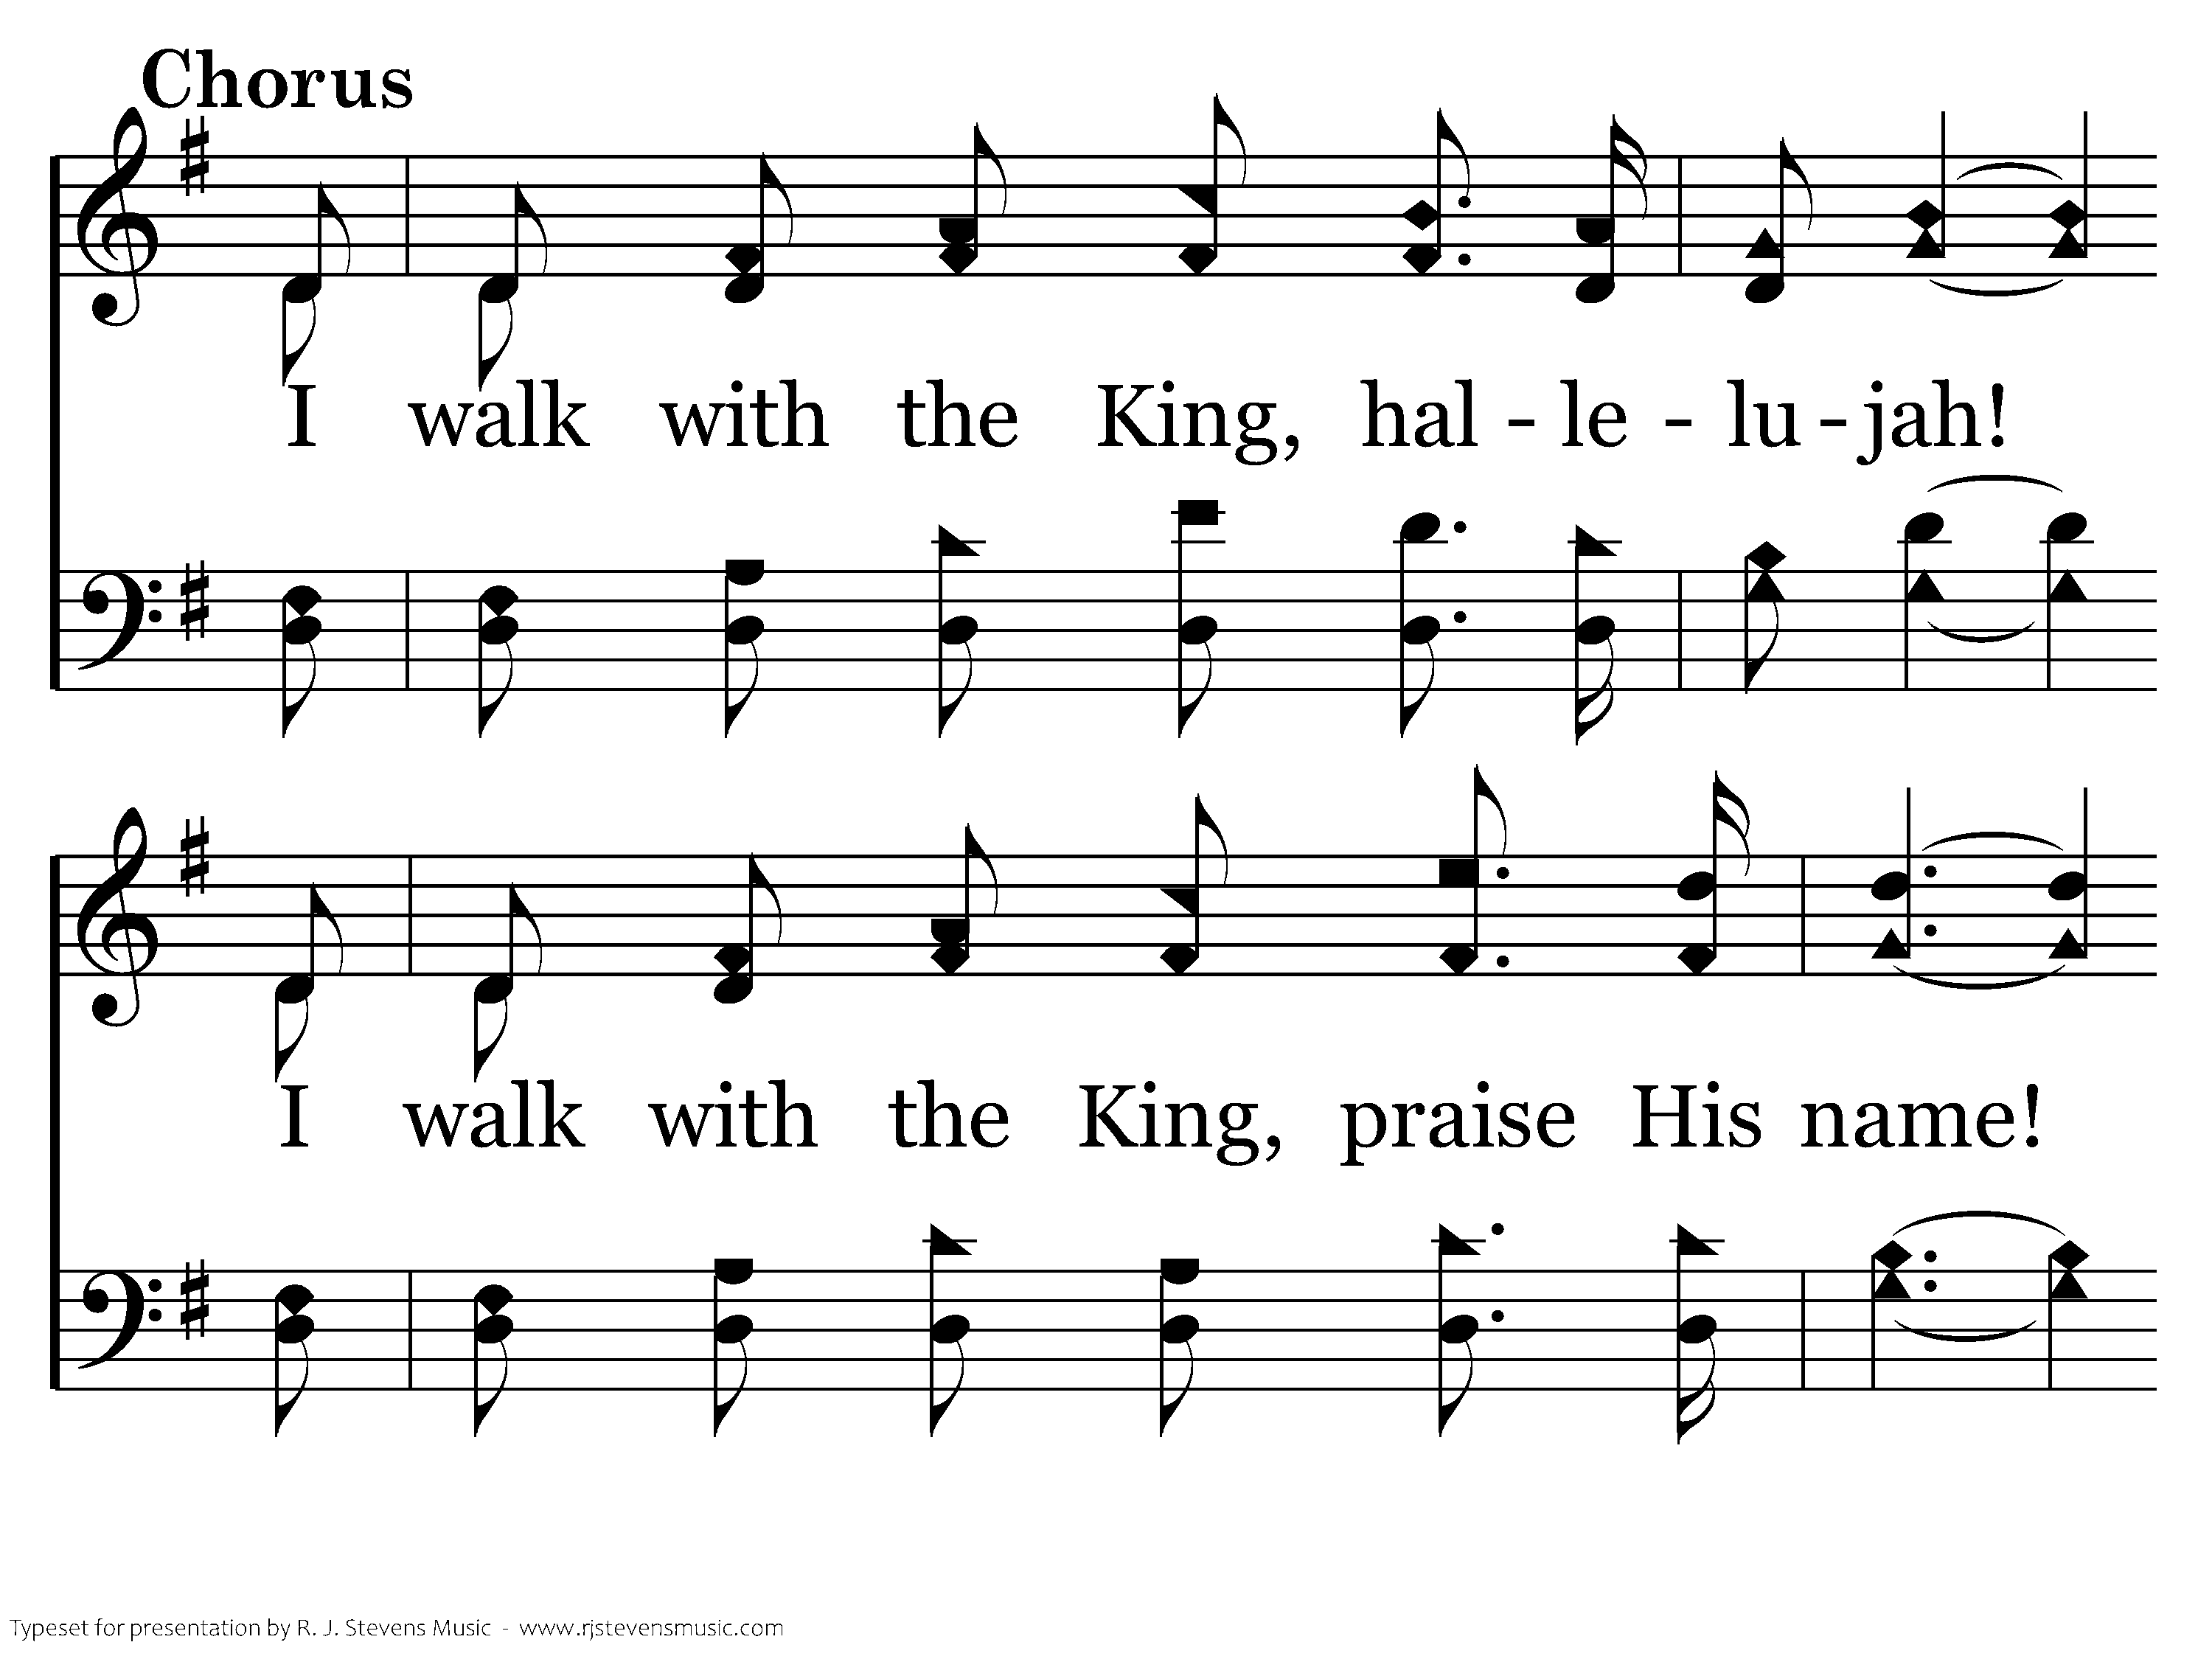 Chorus
I walk with the King, hal - le - lu - jah!
I walk with the King, praise His name!
Typeset for presentation by R. J. Stevens Music - www.rjstevensmusic.com